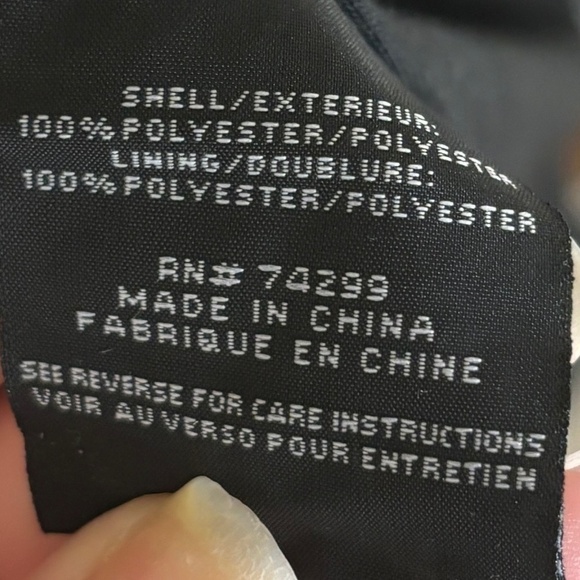 SHELL/EXTERIEUR:
100%POLYESTER/POLYESTER
LINING/DOUBLURE:
100%POLYESTER/POLYESTER
RN# 74299
MADE IN CHINA
FABRIQUE EN CHINE
SEE REVERSE FOR CARE INSTRUCTIONS
VOIR AU VERSO POUR ENTRETIEN